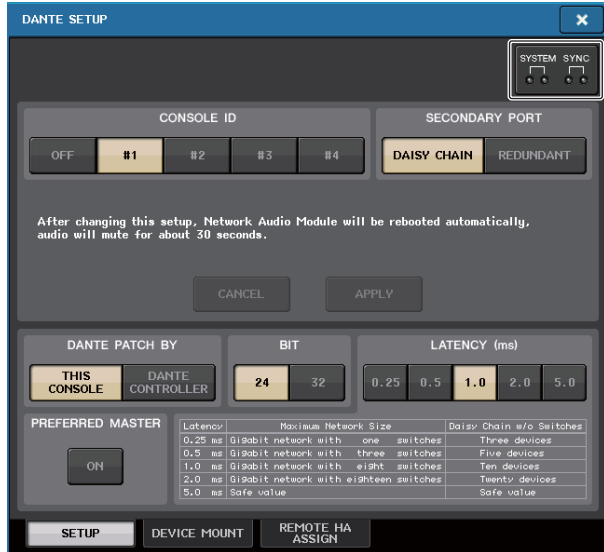 DANTE SETUP
SYSTEM SYNC
CONSOLE ID
OFF #1 #2 #3 #4
SECONDARY PORT
DAISY CHAIN REDUNDANT
After changing this setup, Network Audio Module will be rebooted automatically,
audio will mute for about 30 seconds.
CANCEL APPLY
DANTE PATCH BY
THIS CONSOLE DANTE CONTROLLER
BIT
24 32
LATENCY (ms)
0.25 0.5 1.0 2.0 5.0
PREFERRED MASTER
ON
Latency Maximum Network Size Daisy Chain w/o Switches
0.25 ms Gigabit network with one switches Three devices
0.5 ms Gigabit network with three switches Five devices
1.0 ms Gigabit network with eight switches Ten devices
2.0 ms Gigabit network with eighteen switches Twenty devices
5.0 ms Safe value Safe value
SETUP DEVICE MOUNT REMOTE HA ASSIGN